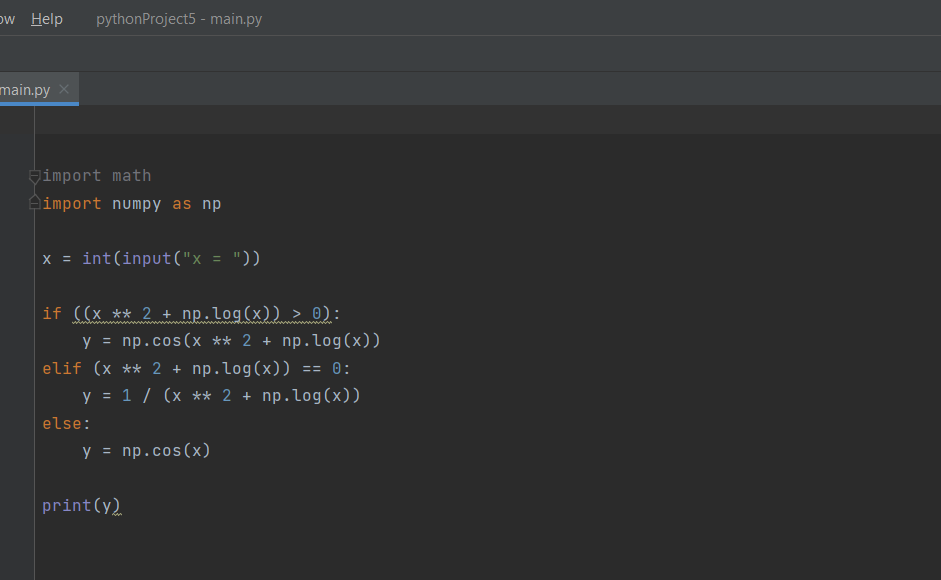 ow Help pythonProject5 - main.py
main.py
import math
import numpy as np
x = int(input("x = "))
if ((x ** 2 + np.log(x)) > 0):
    y = np.cos(x ** 2 + np.log(x))
elif (x ** 2 + np.log(x)) == 0:
    y = 1 / (x ** 2 + np.log(x))
else:
    y = np.cos(x)
print(y)